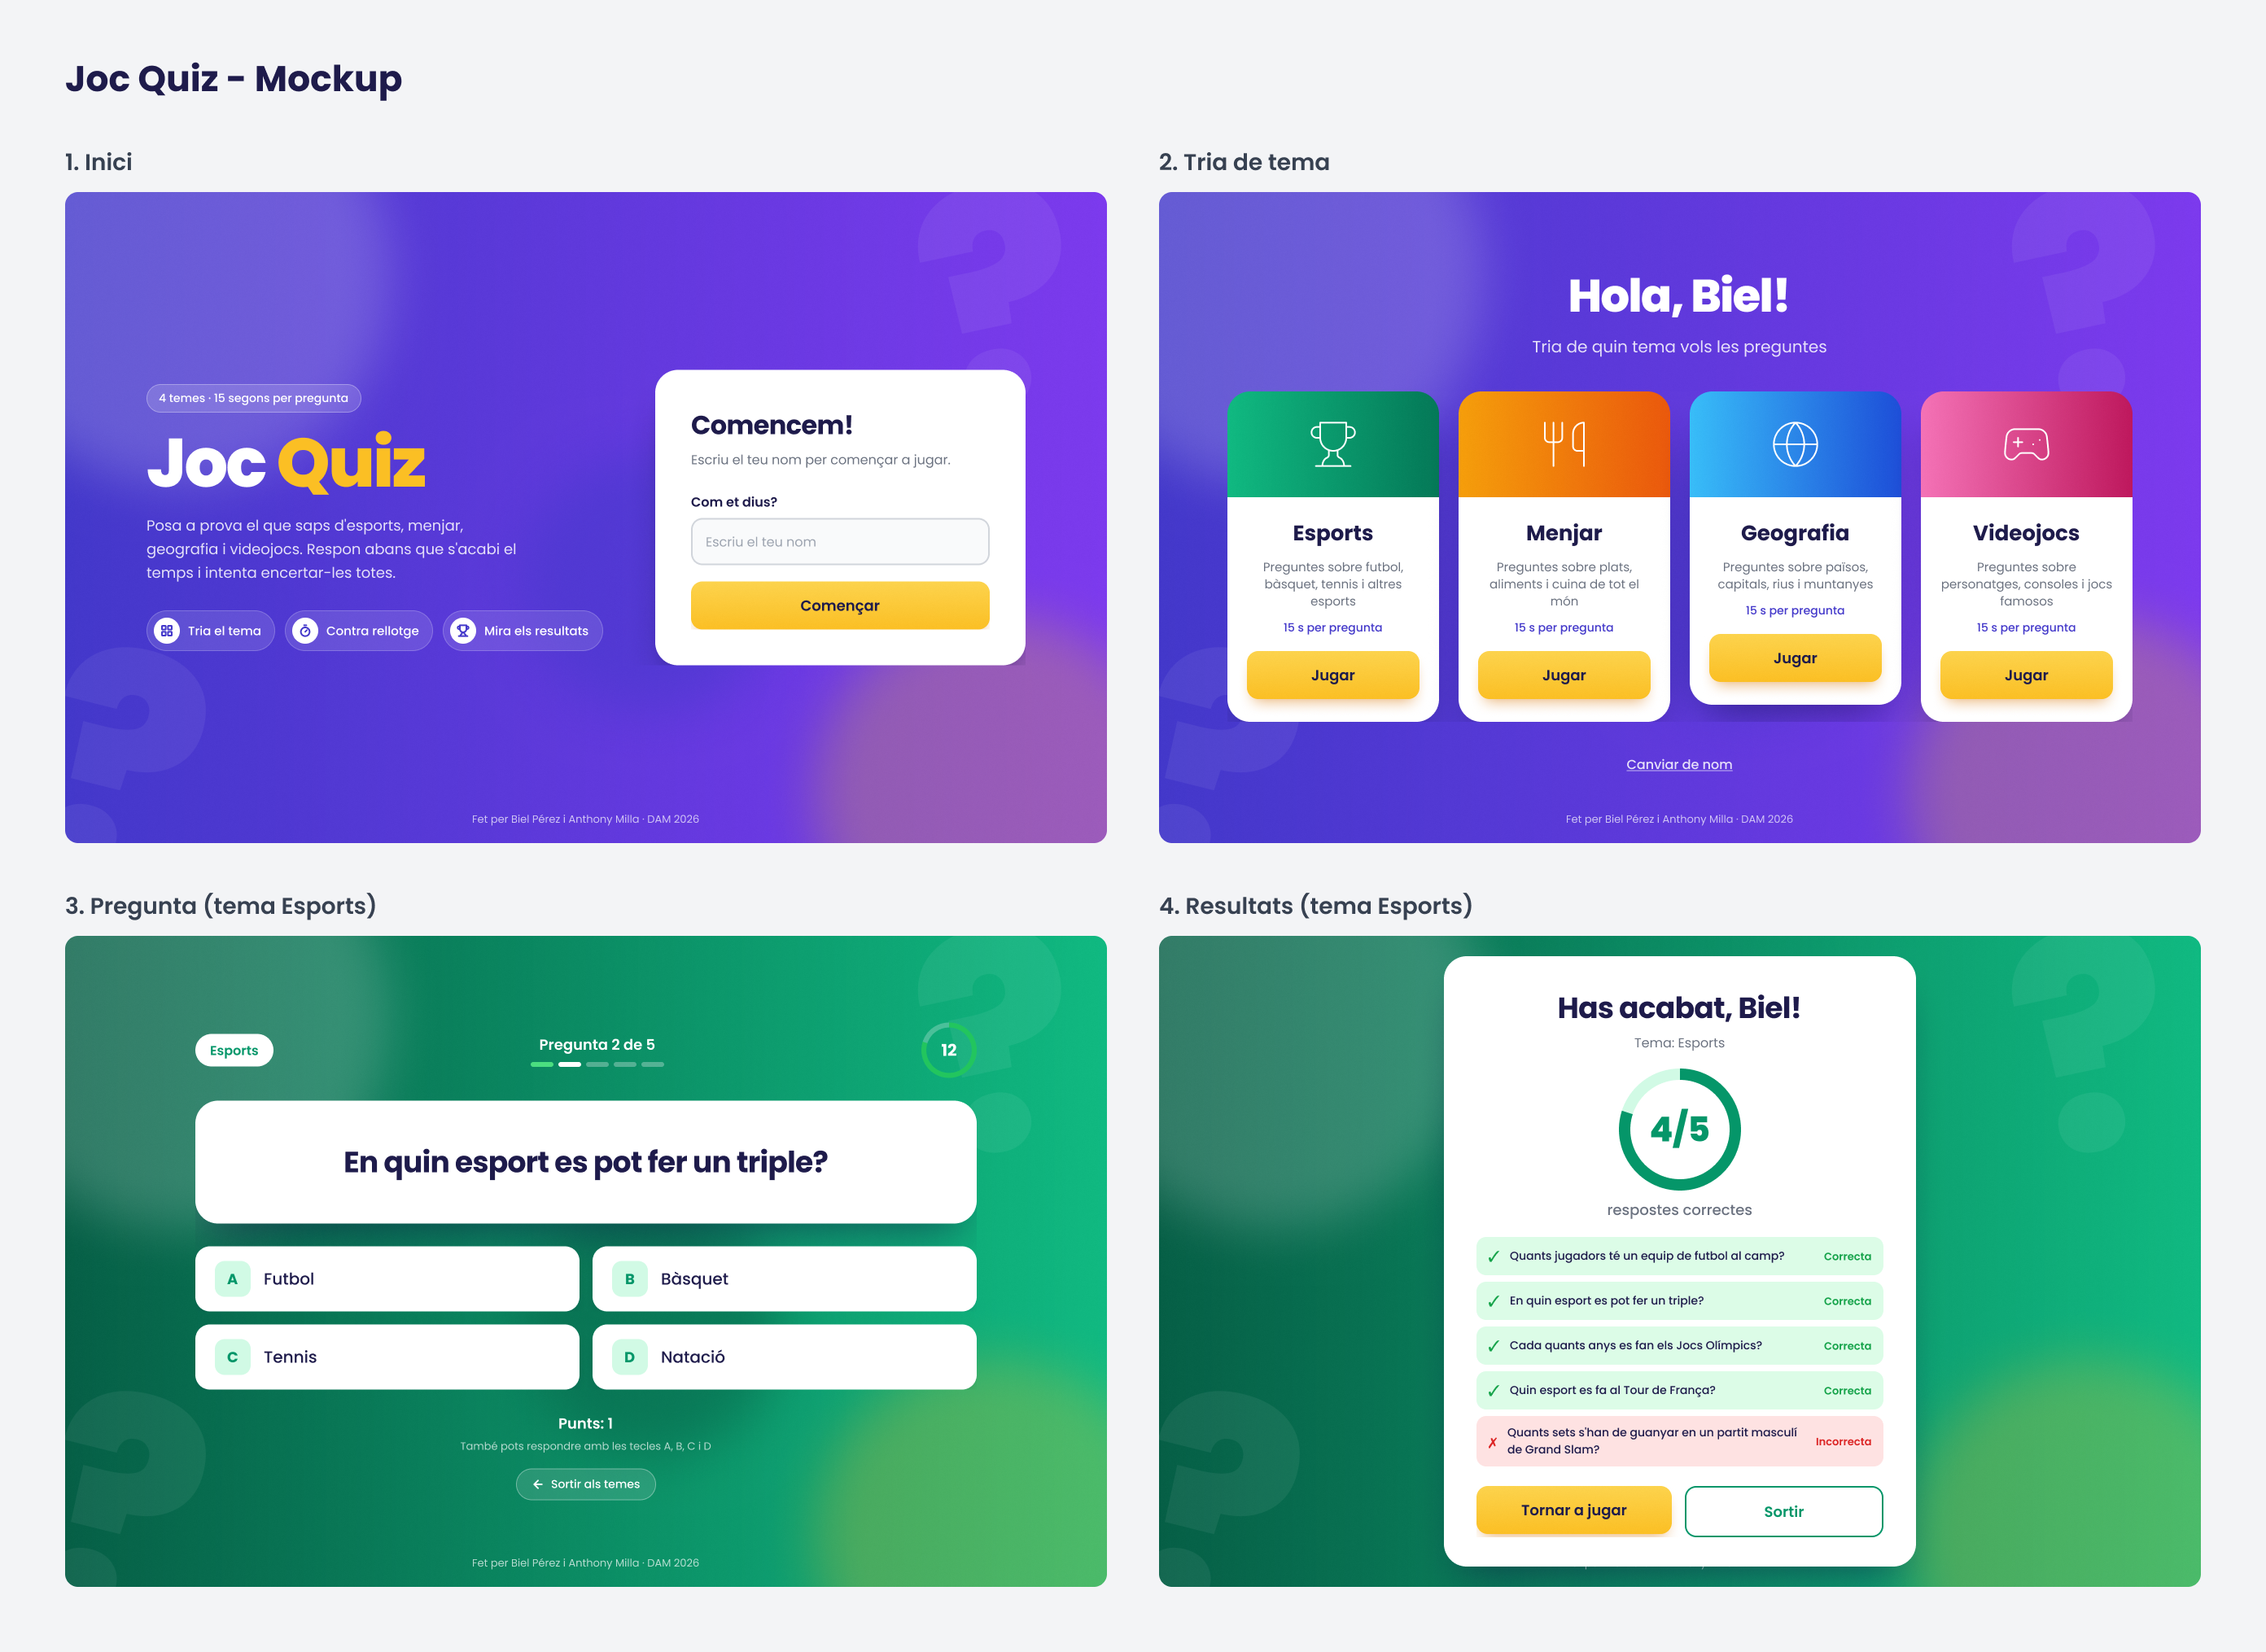 Joc Quiz - Mockup
1. Inici
4 temes · 15 segons per pregunta
Joc Quiz
Posa a prova el que saps d'esports, menjar,
geografia i videojocs. Respon abans que s'acabi el
temps i intenta encertar-les totes.
Tria el tema
Contra rellotge
Mira els resultats
Comencem!
Escriu el teu nom per començar a jugar.
Com et dius?
Escriu el teu nom
Començar
Fet per Biel Pérez i Anthony Milla · DAM 2026
2. Tria de tema
Hola, Biel!
Tria de quin tema vols les preguntes
Esports
Preguntes sobre futbol,
bàsquet, tennis i altres
esports
15 s per pregunta
Jugar
Menjar
Preguntes sobre plats,
aliments i cuina de tot el
món
15 s per pregunta
Jugar
Geografia
Preguntes sobre països,
capitals, rius i muntanyes
15 s per pregunta
Jugar
Videojocs
Preguntes sobre
personatges, consoles i jocs
famosos
15 s per pregunta
Jugar
Canviar de nom
Fet per Biel Pérez i Anthony Milla · DAM 2026
3. Pregunta (tema Esports)
Esports
Pregunta 2 de 5
12
En quin esport es pot fer un triple?
A Futbol
B Bàsquet
C Tennis
D Natació
Punts: 1
També pots respondre amb les tecles A, B, C i D
← Sortir als temes
Fet per Biel Pérez i Anthony Milla · DAM 2026
4. Resultats (tema Esports)
Has acabat, Biel!
Tema: Esports
4/5
respostes correctes
✓ Quants jugadors té un equip de futbol al camp? Correcta
✓ En quin esport es pot fer un triple? Correcta
✓ Cada quants anys es fan els Jocs Olímpics? Correcta
✓ Quin esport es fa al Tour de França? Correcta
✗ Quants sets s'han de guanyar en un partit masculí
de Grand Slam? Incorrecta
Tornar a jugar
Sortir